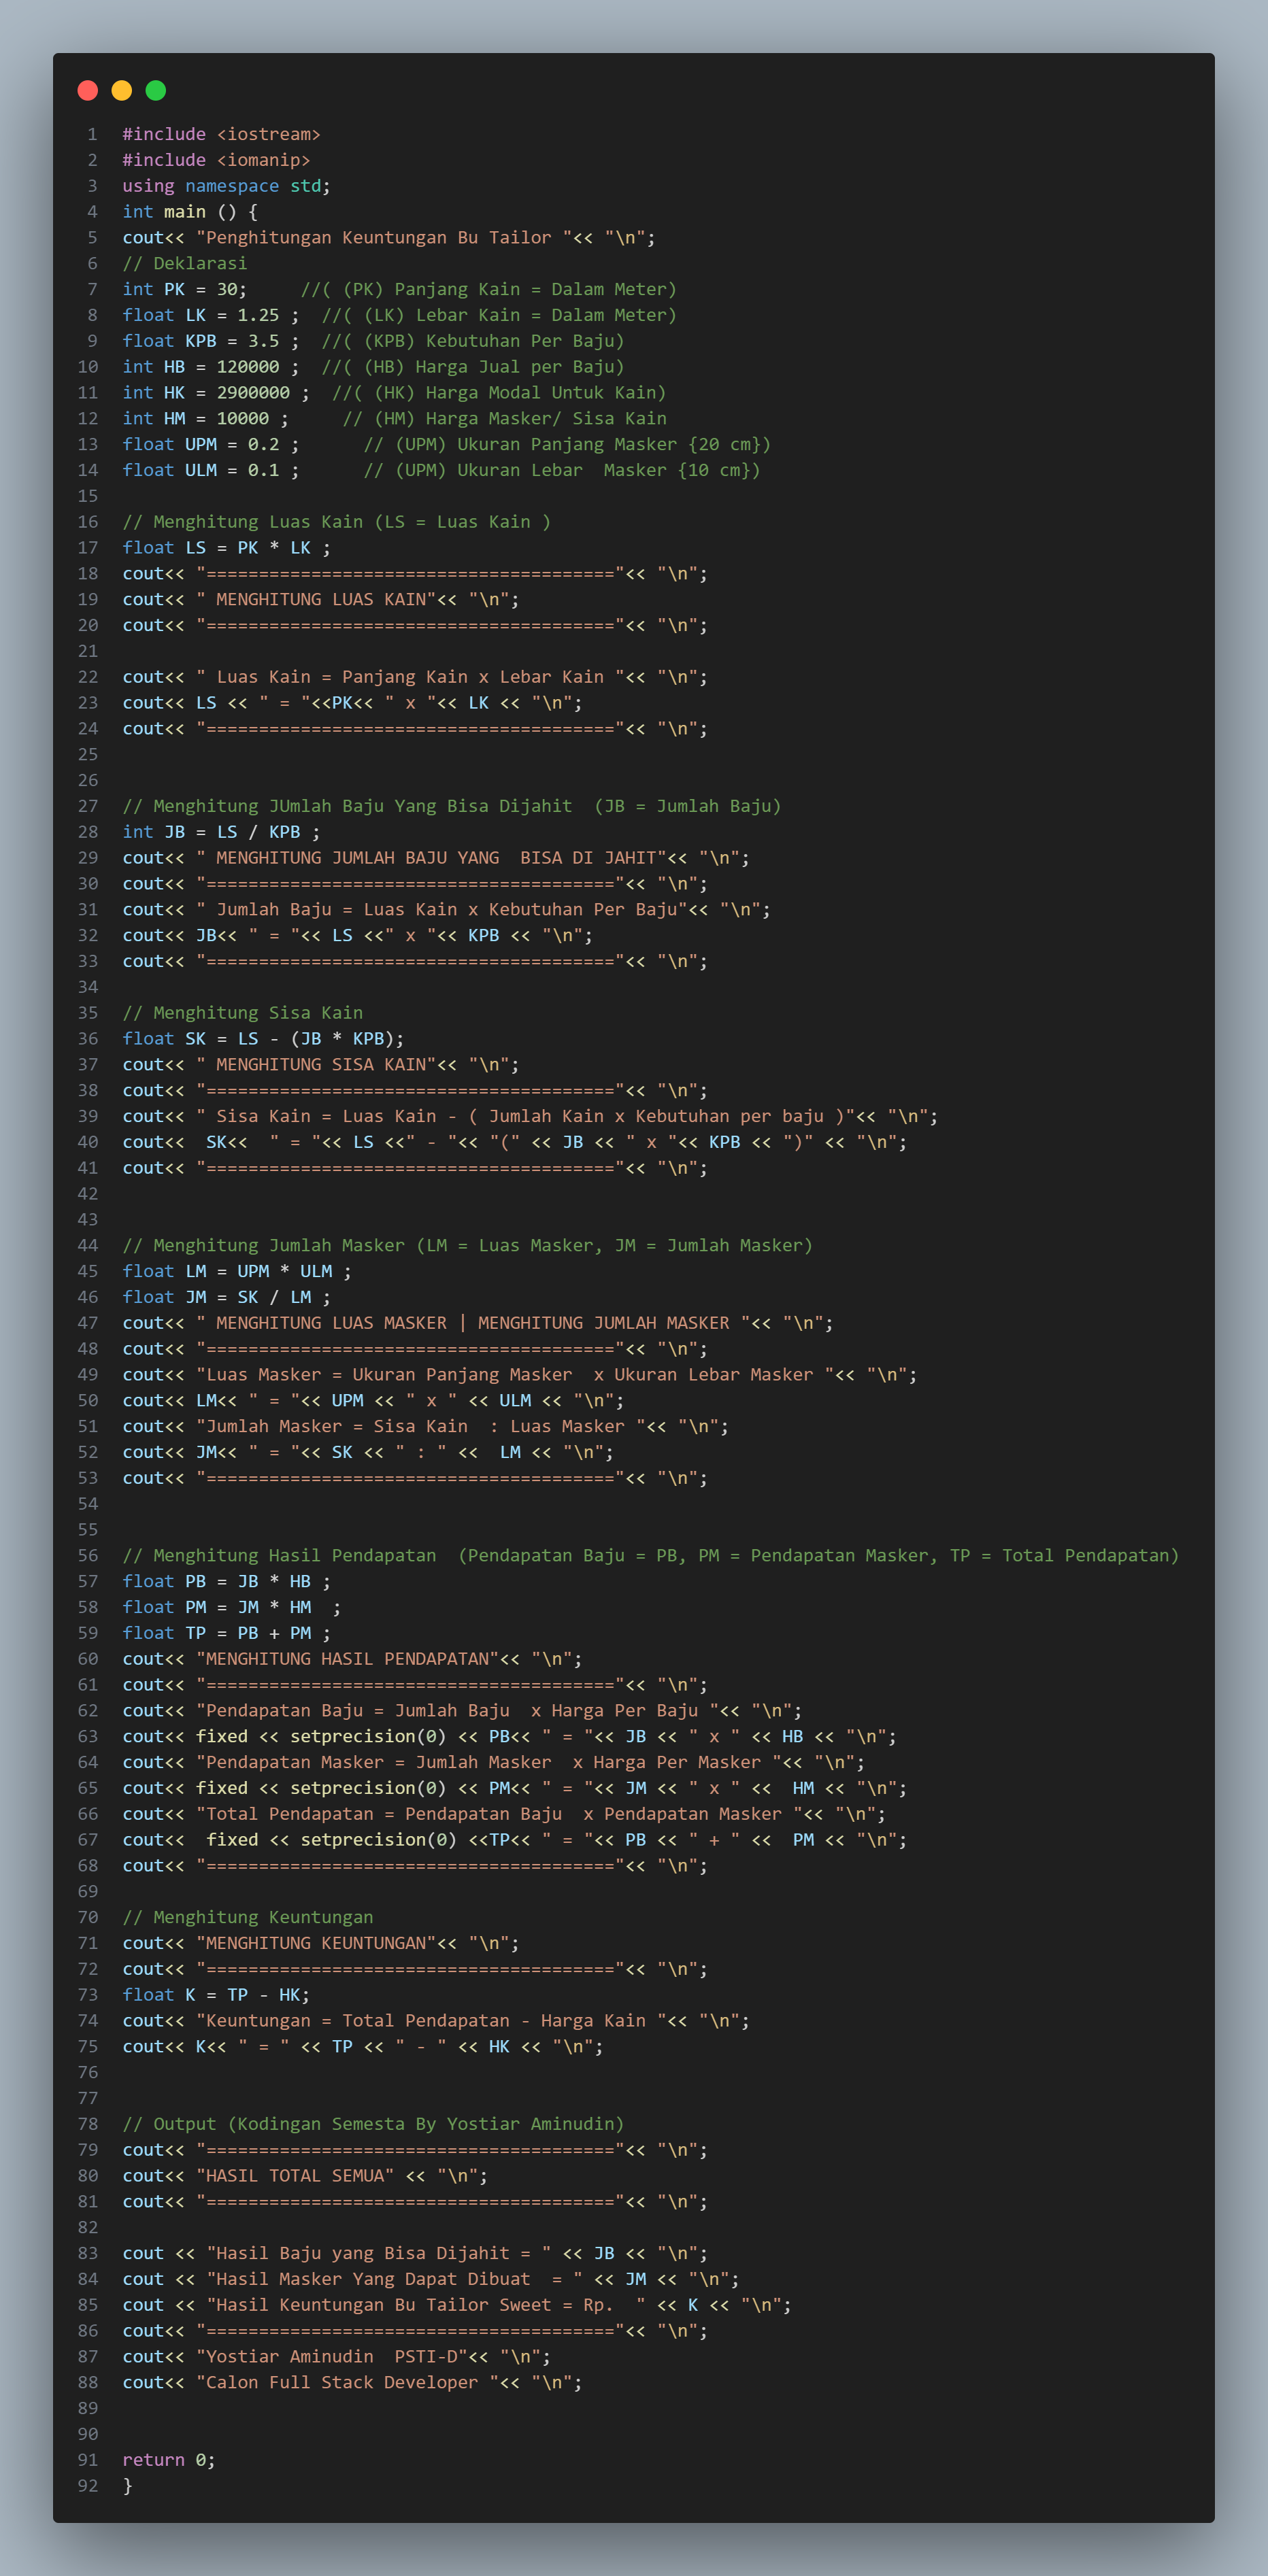 1 #include <iostream>
2 #include <iomanip>
3 using namespace std;
4 int main () {
5 cout<< "Penghitungan Keuntungan Bu Tailor "<< "\n";
6 // Deklarasi
7 int PK = 30;     //( (PK) Panjang Kain = Dalam Meter)
8 float LK = 1.25 ;  //( (LK) Lebar Kain = Dalam Meter)
9 float KPB = 3.5 ;  //( (KPB) Kebutuhan Per Baju)
10 int HB = 120000 ;  //( (HB) Harga Jual per Baju)
11 int HK = 2900000 ;  //( (HK) Harga Modal Untuk Kain)
12 int HM = 10000 ;     // (HM) Harga Masker/ Sisa Kain
13 float UPM = 0.2 ;      // (UPM) Ukuran Panjang Masker {20 cm})
14 float ULM = 0.1 ;      // (UPM) Ukuran Lebar  Masker {10 cm})
15
16 // Menghitung Luas Kain (LS = Luas Kain )
17 float LS = PK * LK ;
18 cout<< "======================================="<< "\n";
19 cout<< " MENGHITUNG LUAS KAIN"<< "\n";
20 cout<< "======================================="<< "\n";
21
22 cout<< " Luas Kain = Panjang Kain x Lebar Kain "<< "\n";
23 cout<< LS << " = "<<PK<< " x "<< LK << "\n";
24 cout<< "======================================="<< "\n";
25
26
27 // Menghitung JUmlah Baju Yang Bisa Dijahit  (JB = Jumlah Baju)
28 int JB = LS / KPB ;
29 cout<< " MENGHITUNG JUMLAH BAJU YANG  BISA DI JAHIT"<< "\n";
30 cout<< "======================================="<< "\n";
31 cout<< " Jumlah Baju = Luas Kain x Kebutuhan Per Baju"<< "\n";
32 cout<< JB<< " = "<< LS <<" x "<< KPB << "\n";
33 cout<< "======================================="<< "\n";
34
35 // Menghitung Sisa Kain
36 float SK = LS - (JB * KPB);
37 cout<< " MENGHITUNG SISA KAIN"<< "\n";
38 cout<< "======================================="<< "\n";
39 cout<< " Sisa Kain = Luas Kain - ( Jumlah Kain x Kebutuhan per baju )"<< "\n";
40 cout<<  SK<<  " = "<< LS <<" - "<< "(" << JB << " x "<< KPB << ")" << "\n";
41 cout<< "======================================="<< "\n";
42
43
44 // Menghitung Jumlah Masker (LM = Luas Masker, JM = Jumlah Masker)
45 float LM = UPM * ULM ;
46 float JM = SK / LM ;
47 cout<< " MENGHITUNG LUAS MASKER | MENGHITUNG JUMLAH MASKER "<< "\n";
48 cout<< "======================================="<< "\n";
49 cout<< "Luas Masker = Ukuran Panjang Masker  x Ukuran Lebar Masker "<< "\n";
50 cout<< LM<< " = "<< UPM << " x " << ULM << "\n";
51 cout<< "Jumlah Masker = Sisa Kain  : Luas Masker "<< "\n";
52 cout<< JM<< " = "<< SK << " : " <<  LM << "\n";
53 cout<< "======================================="<< "\n";
54
55
56 // Menghitung Hasil Pendapatan  (Pendapatan Baju = PB, PM = Pendapatan Masker, TP = Total Pendapatan)
57 float PB = JB * HB ;
58 float PM = JM * HM  ;
59 float TP = PB + PM ;
60 cout<< "MENGHITUNG HASIL PENDAPATAN"<< "\n";
61 cout<< "======================================="<< "\n";
62 cout<< "Pendapatan Baju = Jumlah Baju  x Harga Per Baju "<< "\n";
63 cout<< fixed << setprecision(0) << PB<< " = "<< JB << " x " << HB << "\n";
64 cout<< "Pendapatan Masker = Jumlah Masker  x Harga Per Masker "<< "\n";
65 cout<< fixed << setprecision(0) << PM<< " = "<< JM << " x " <<  HM << "\n";
66 cout<< "Total Pendapatan = Pendapatan Baju  x Pendapatan Masker "<< "\n";
67 cout<<  fixed << setprecision(0) <<TP<< " = "<< PB << " + " <<  PM << "\n";
68 cout<< "======================================="<< "\n";
69
70 // Menghitung Keuntungan
71 cout<< "MENGHITUNG KEUNTUNGAN"<< "\n";
72 cout<< "======================================="<< "\n";
73 float K = TP - HK;
74 cout<< "Keuntungan = Total Pendapatan - Harga Kain "<< "\n";
75 cout<< K<< " = " << TP << " - " << HK << "\n";
76
77
78 // Output (Kodingan Semesta By Yostiar Aminudin)
79 cout<< "======================================="<< "\n";
80 cout<< "HASIL TOTAL SEMUA" << "\n";
81 cout<< "======================================="<< "\n";
82
83 cout << "Hasil Baju yang Bisa Dijahit = " << JB << "\n";
84 cout << "Hasil Masker Yang Dapat Dibuat  = " << JM << "\n";
85 cout << "Hasil Keuntungan Bu Tailor Sweet = Rp.  " << K << "\n";
86 cout<< "======================================="<< "\n";
87 cout<< "Yostiar Aminudin  PSTI-D"<< "\n";
88 cout<< "Calon Full Stack Developer "<< "\n";
89
90
91 return 0;
92 }